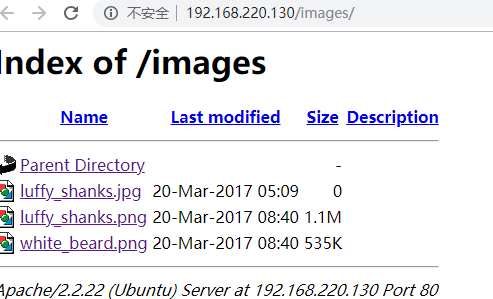 不安全 | 192.168.220.130/images/
Index of /images
Name Last modified Size Description
Parent Directory -
luffy_shanks.jpg 20-Mar-2017 05:09 0
luffy_shanks.png 20-Mar-2017 08:40 1.1M
white_beard.png 20-Mar-2017 08:40 535K
Apache/2.2.22 (Ubuntu) Server at 192.168.220.130 Port 80